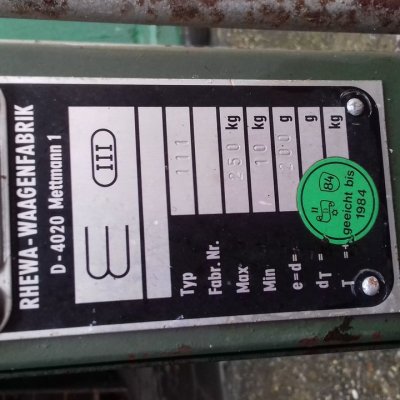 RHEWA-WAAGENFABRIK
D-4020 Mettmann 1
III
Typ 111
Fabr. Nr.
Max 250 kg
Min 10 kg
e=d= 200 g
dT= g
T =+ kg
84
geeicht bis
1984